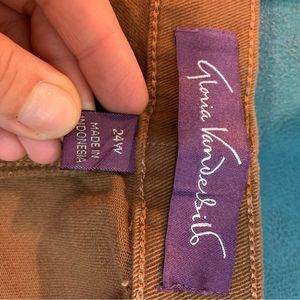 Gloria Vanderbilt
24W
MADE IN
INDONESIA